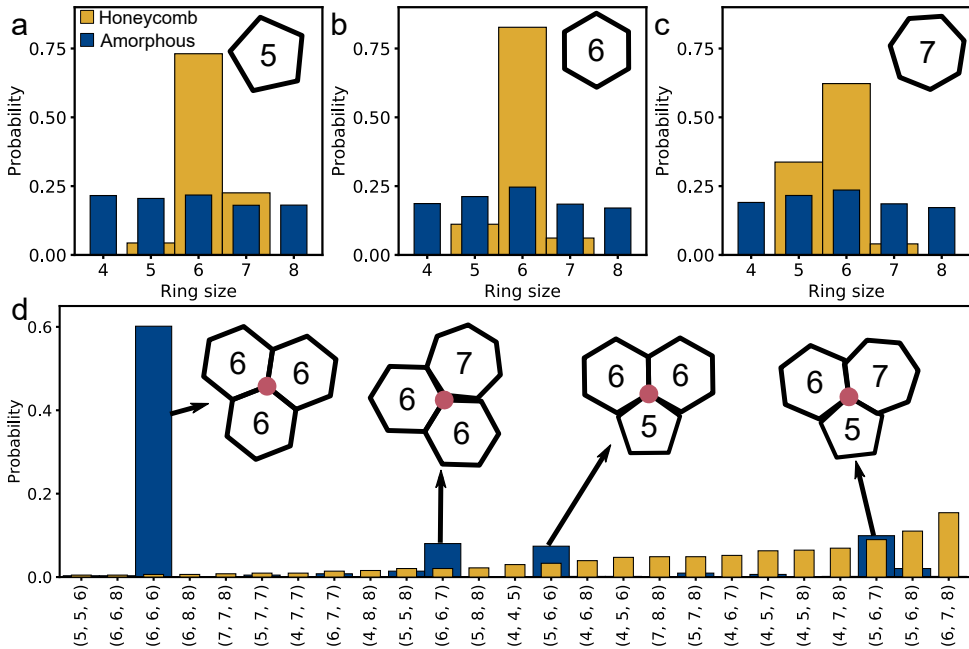 a
Honeycomb
Amorphous
5
Probability
0.75
0.50
0.25
0.00
4 5 6 7 8
Ring size
b
6
Probability
0.75
0.50
0.25
0.00
4 5 6 7 8
Ring size
c
7
Probability
0.75
0.50
0.25
0.00
4 5 6 7 8
Ring size
d
Probability
0.6
0.4
0.2
0.0
6 6 6
6 7 6
6 6 5
6 7 5
(5, 5, 6)
(6, 6, 8)
(6, 6, 6)
(6, 8, 8)
(7, 7, 8)
(5, 7, 7)
(4, 7, 7)
(6, 7, 7)
(4, 8, 8)
(5, 5, 8)
(6, 6, 7)
(5, 8, 8)
(4, 4, 5)
(5, 6, 6)
(4, 6, 8)
(4, 5, 6)
(7, 8, 8)
(5, 5, 7)
(4, 6, 7)
(4, 5, 7)
(4, 5, 8)
(4, 7, 8)
(5, 6, 7)
(5, 6, 8)
(6, 7, 8)